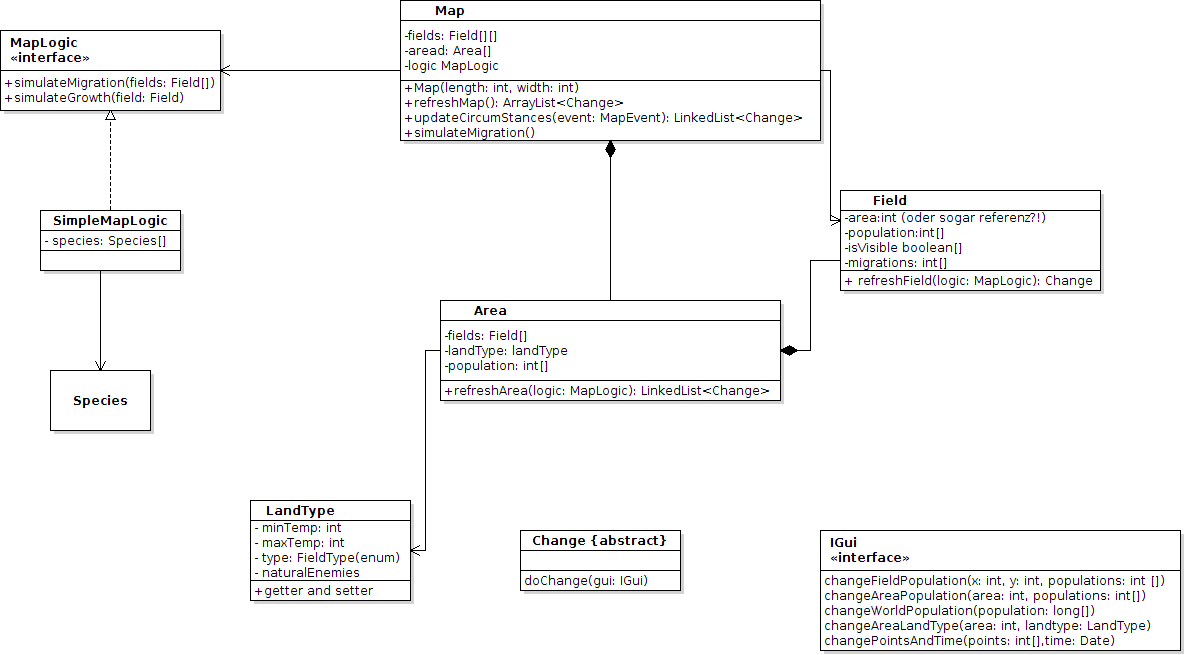 Map
-fields: Field[][]
-aread: Area[]
-logic MapLogic
+Map(length: int, width: int)
+refreshMap(): ArrayList<Change>
+updateCircumStances(event: MapEvent): LinkedList<Change>
+simulateMigration()
MapLogic
«interface»
+simulateMigration(fields: Field[])
+simulateGrowth(field: Field)
SimpleMapLogic
- species: Species[]
Species
Field
-area:int (oder sogar referenz?!)
-population:int[]
-isVisible boolean[]
-migrations: int[]
+ refreshField(logic: MapLogic): Change
Area
-fields: Field[]
-landType: landType
-population: int[]
+refreshArea(logic: MapLogic): LinkedList<Change>
LandType
- minTemp: int
- maxTemp: int
- type: FieldType(enum)
- naturalEnemies
+getter and setter
Change {abstract}
doChange(gui: IGui)
IGui
«interface»
changeFieldPopulation(x: int, y: int, populations: int [])
changeAreaPopulation(area: int, populations: int[])
changeWorldPopulation(population: long[])
changeAreaLandType(area: int, landtype: LandType)
changePointsAndTime(points: int[],time: Date)